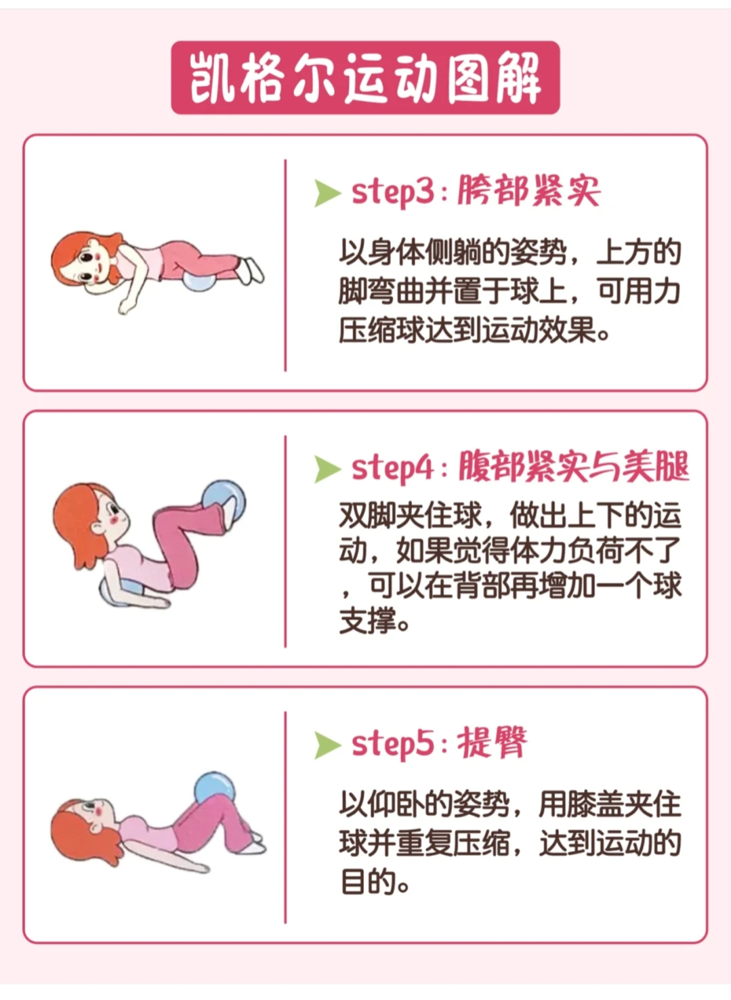 凯格尔运动图解
step3:胯部紧实
以身体侧躺的姿势，上方的
脚弯曲并置于球上，可用力
压缩球达到运动效果。
step4:腹部紧实与美腿
双脚夹住球，做出上下的运
动，如果觉得体力负荷不了
，可以在背部再增加一个球
支撑。
step5:提臀
以仰卧的姿势，用膝盖夹住
球并重复压缩，达到运动的
目的。